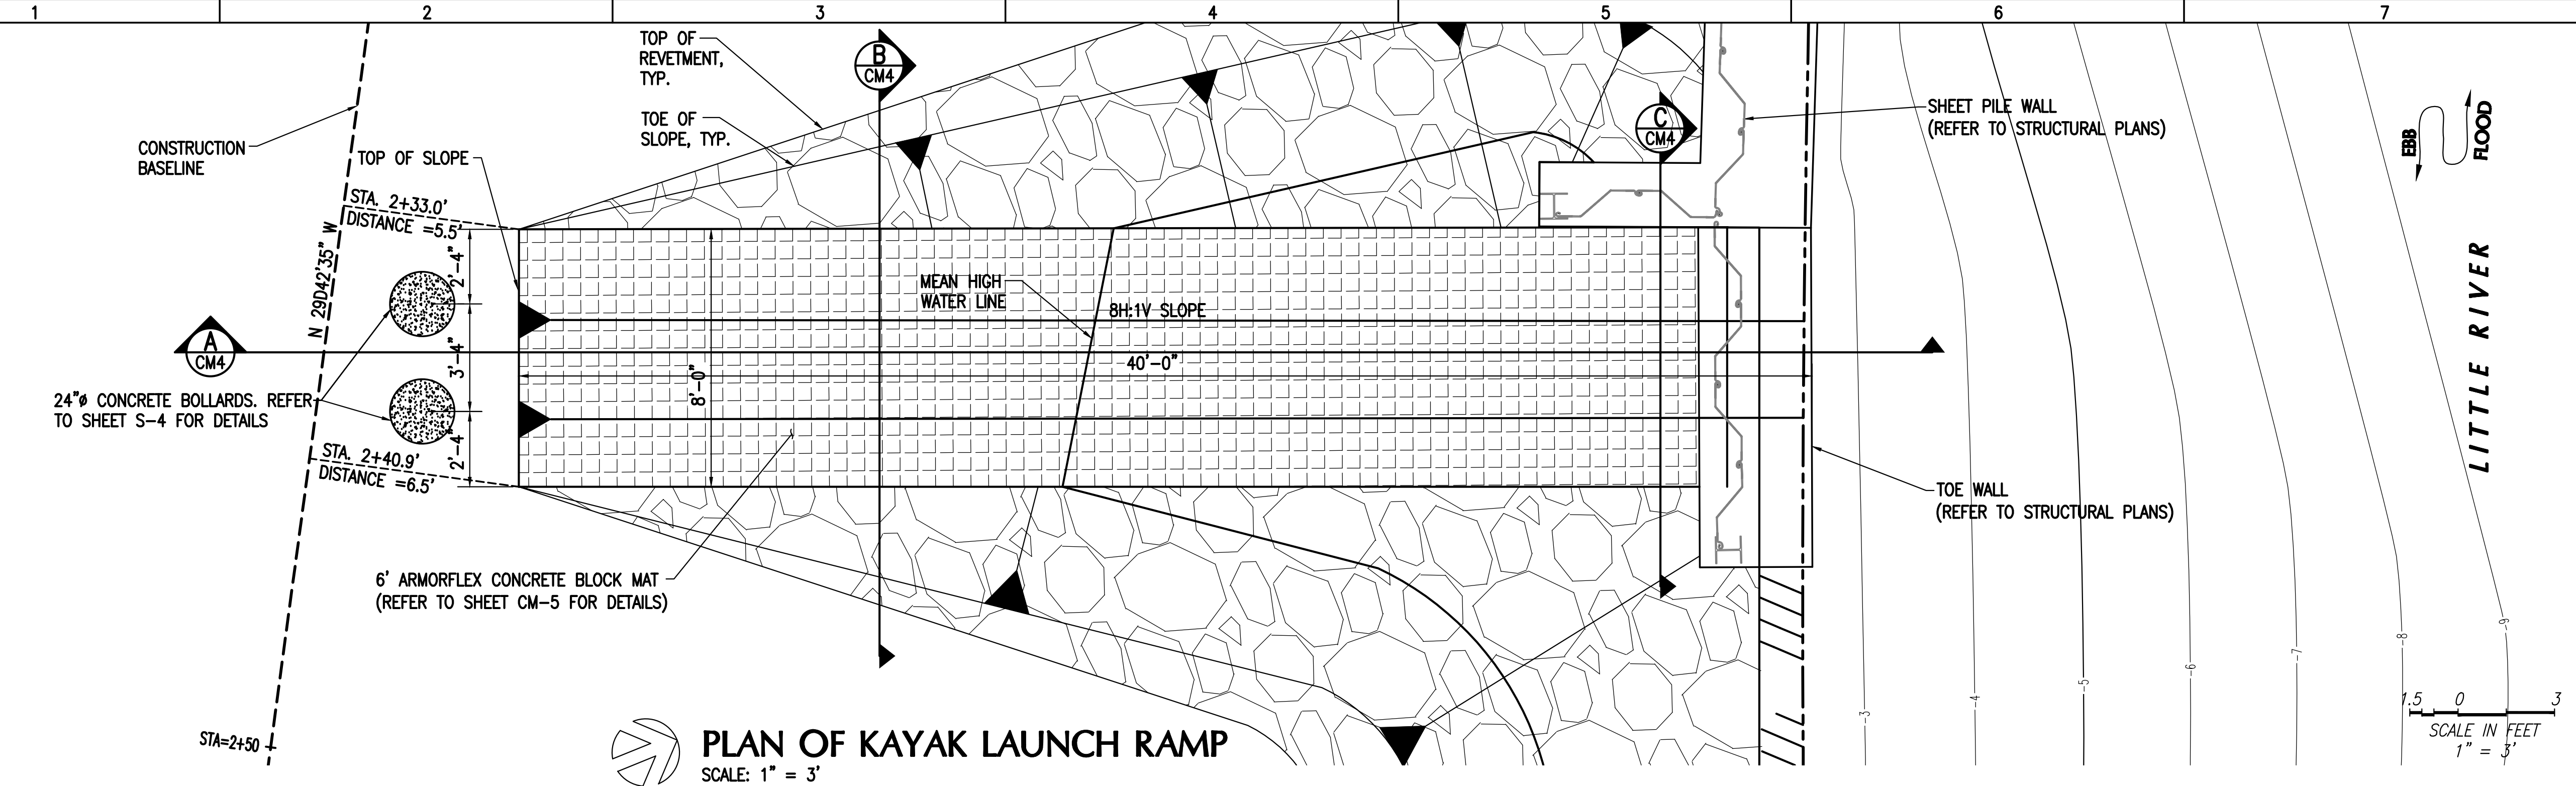 1
2
3
4
5
6
7
TOP OF
REVETMENT,
TYP.
B
CM4
TOE OF
SLOPE, TYP.
C
CM4
SHEET PILE WALL
(REFER TO STRUCTURAL PLANS)
EBB
FLOOD
CONSTRUCTION
BASELINE
TOP OF SLOPE
STA. 2+33.0'
DISTANCE =5.5'
N 29D42'35" W
2'-4"
3'-4"
2'-4"
A
CM4
MEAN HIGH
WATER LINE
8H:1V SLOPE
40'-0"
8'-0"
24"ø CONCRETE BOLLARDS. REFER
TO SHEET S-4 FOR DETAILS
STA. 2+40.9'
DISTANCE =6.5'
LITTLE RIVER
TOE WALL
(REFER TO STRUCTURAL PLANS)
6' ARMORFLEX CONCRETE BLOCK MAT
(REFER TO SHEET CM-5 FOR DETAILS)
-3
-4
-5
-6
-7
-8
-9
STA=2+50
PLAN OF KAYAK LAUNCH RAMP
SCALE: 1" = 3'
1.5 0 3
SCALE IN FEET
1" = 3'